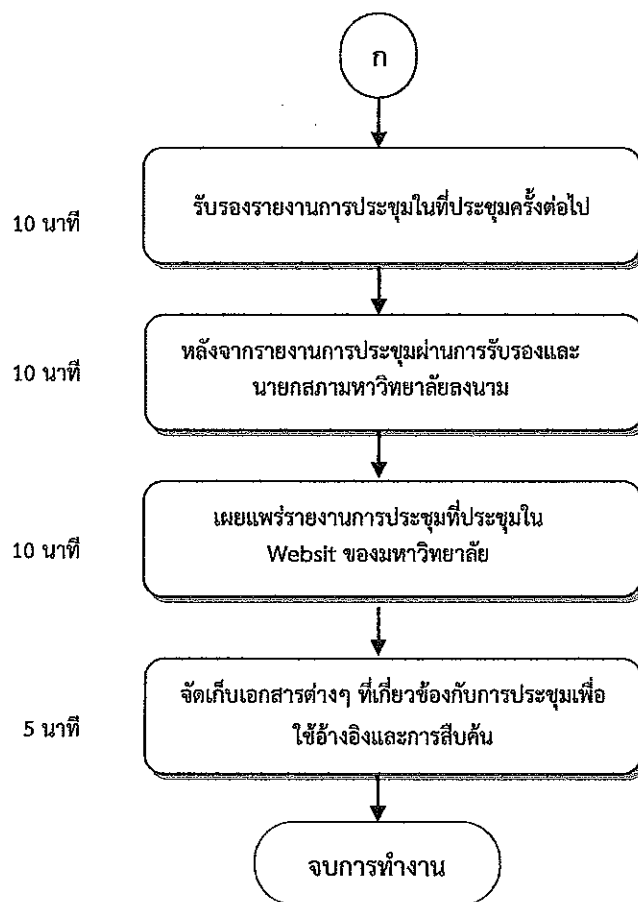 ก
10 นาที
รับรองรายงานการประชุมในที่ประชุมครั้งต่อไป
10 นาที
หลังจากรายงานการประชุมผ่านการรับรองและ
นายกสภามหาวิทยาลัยลงนาม
10 นาที
เผยแพร่รายงานการประชุมที่ประชุมใน
Websit ของมหาวิทยาลัย
5 นาที
จัดเก็บเอกสารต่างๆ ที่เกี่ยวข้องกับการประชุมเพื่อ
ใช้อ้างอิงและการสืบค้น
จบการทำงาน